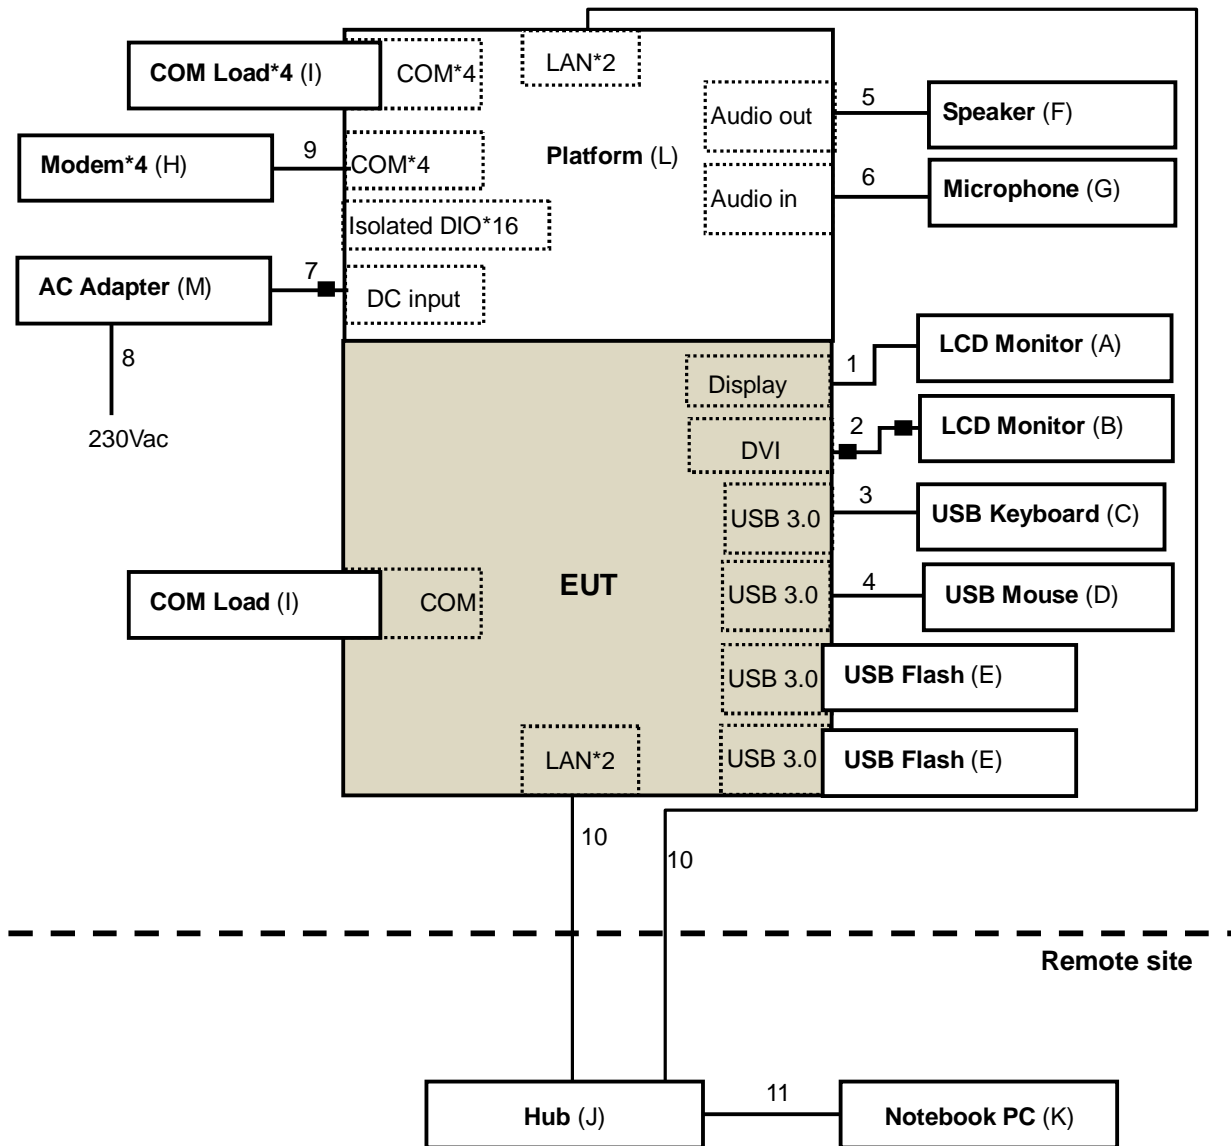 COM Load*4 (I)
COM*4
LAN*2
Audio out
5
Speaker (F)
Modem*4 (H)
9
COM*4
Platform (L)
Audio in
6
Microphone (G)
Isolated DIO*16
AC Adapter (M)
7
DC input
8
230Vac
Display
1
LCD Monitor (A)
DVI
2
LCD Monitor (B)
USB 3.0
3
USB Keyboard (C)
COM Load (I)
COM
EUT
USB 3.0
4
USB Mouse (D)
USB 3.0
USB Flash (E)
LAN*2
USB 3.0
USB Flash (E)
10
10
Remote site
Hub (J)
11
Notebook PC (K)